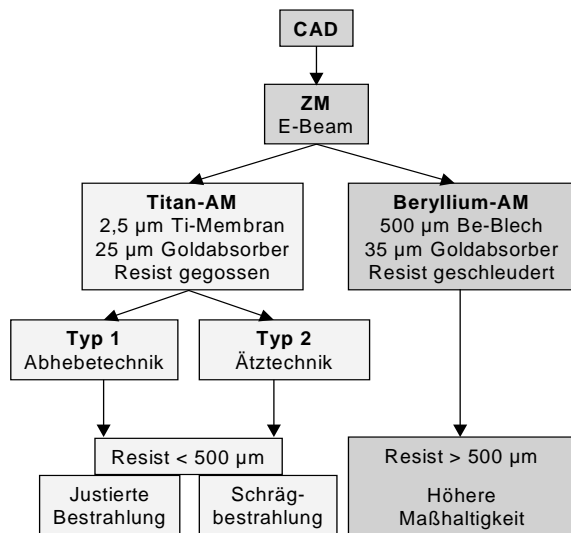 CAD
ZM
E-Beam
Titan-AM
2,5 µm Ti-Membran
25 µm Goldabsorber
Resist gegossen
Beryllium-AM
500 µm Be-Blech
35 µm Goldabsorber
Resist geschleudert
Typ 1
Abhebetechnik
Typ 2
Ätztechnik
Resist < 500 µm
Justierte
Bestrahlung
Schräg-
bestrahlung
Resist > 500 µm
Höhere
Maßhaltigkeit